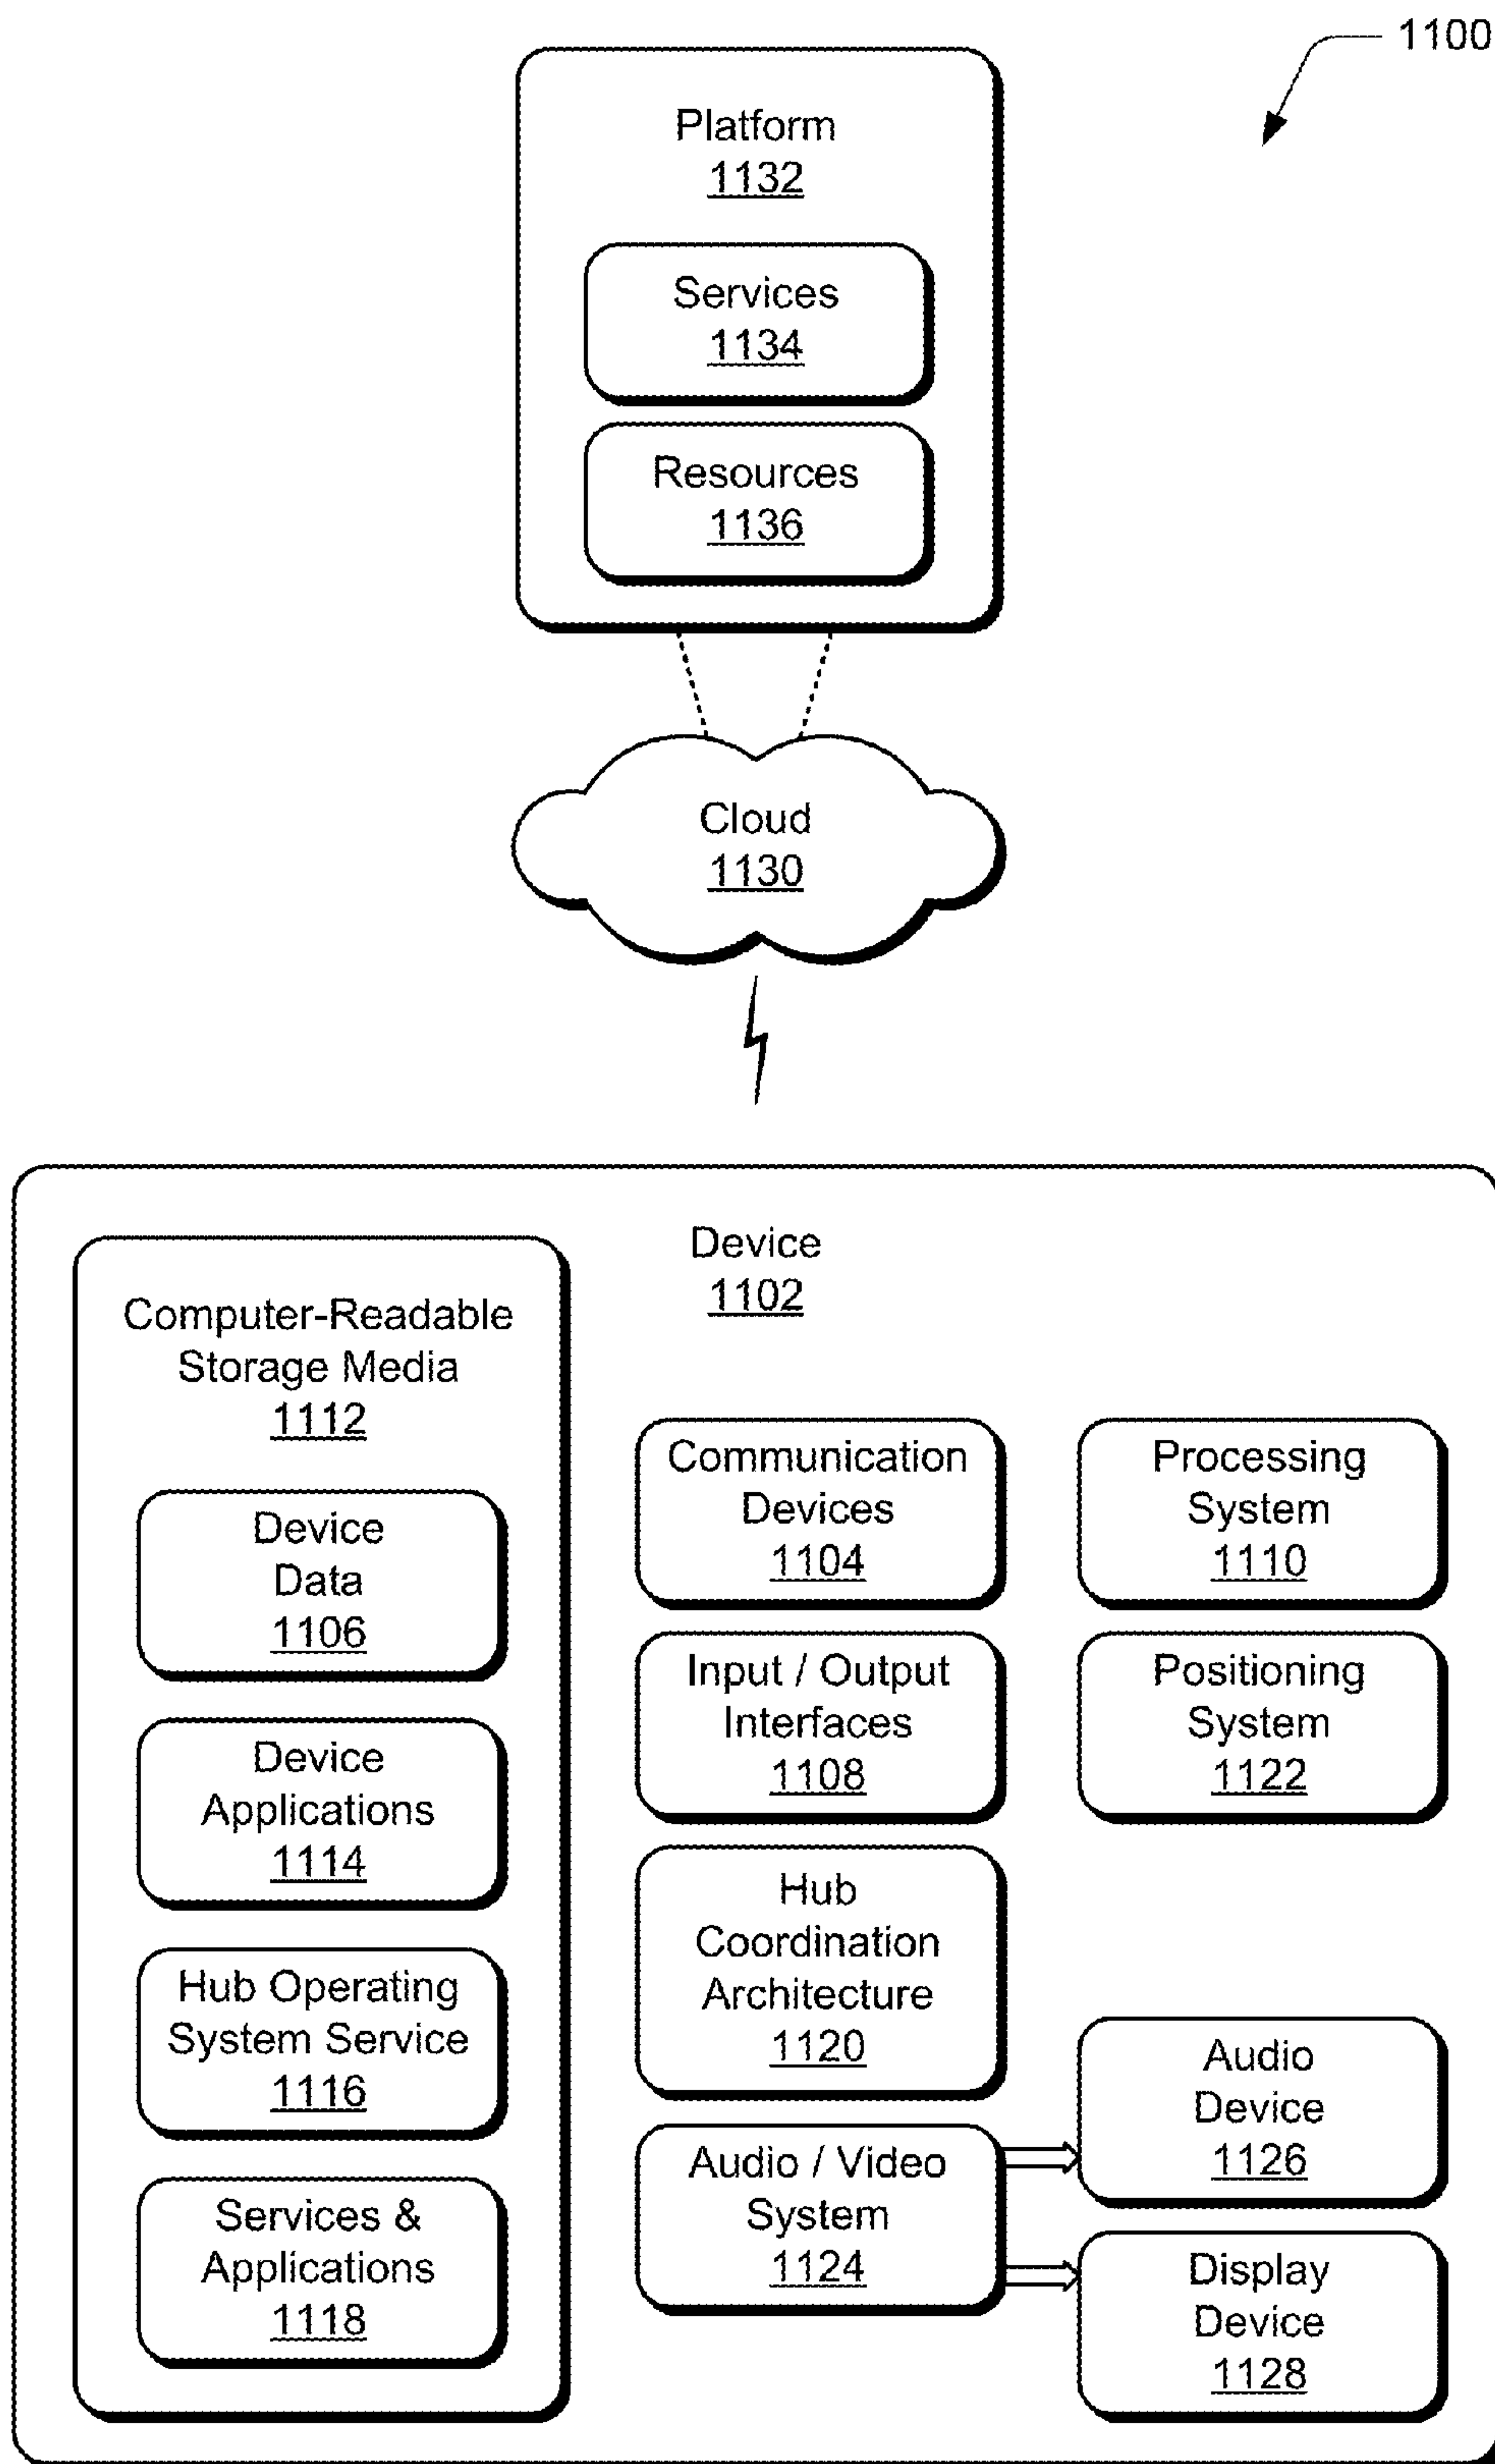 1100
Platform
1132
Services
1134
Resources
1136
Cloud
1130
Device
1102
Computer-Readable
Storage Media
1112
Device
Data
1106
Device
Applications
1114
Hub Operating
System Service
1116
Services &
Applications
1118
Communication
Devices
1104
Input / Output
Interfaces
1108
Hub
Coordination
Architecture
1120
Audio / Video
System
1124
Processing
System
1110
Positioning
System
1122
Audio
Device
1126
Display
Device
1128